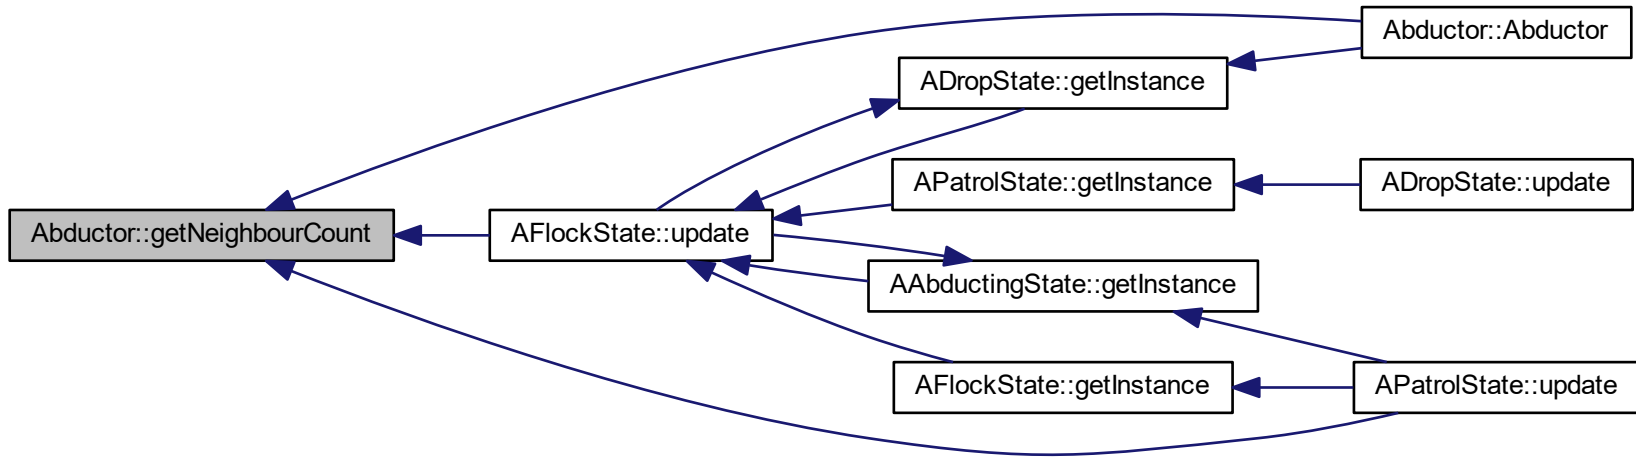 Abductor::Abductor
ADropState::getInstance
APatrolState::getInstance
ADropState::update
Abductor::getNeighbourCount
AFlockState::update
AAbductingState::getInstance
AFlockState::getInstance
APatrolState::update